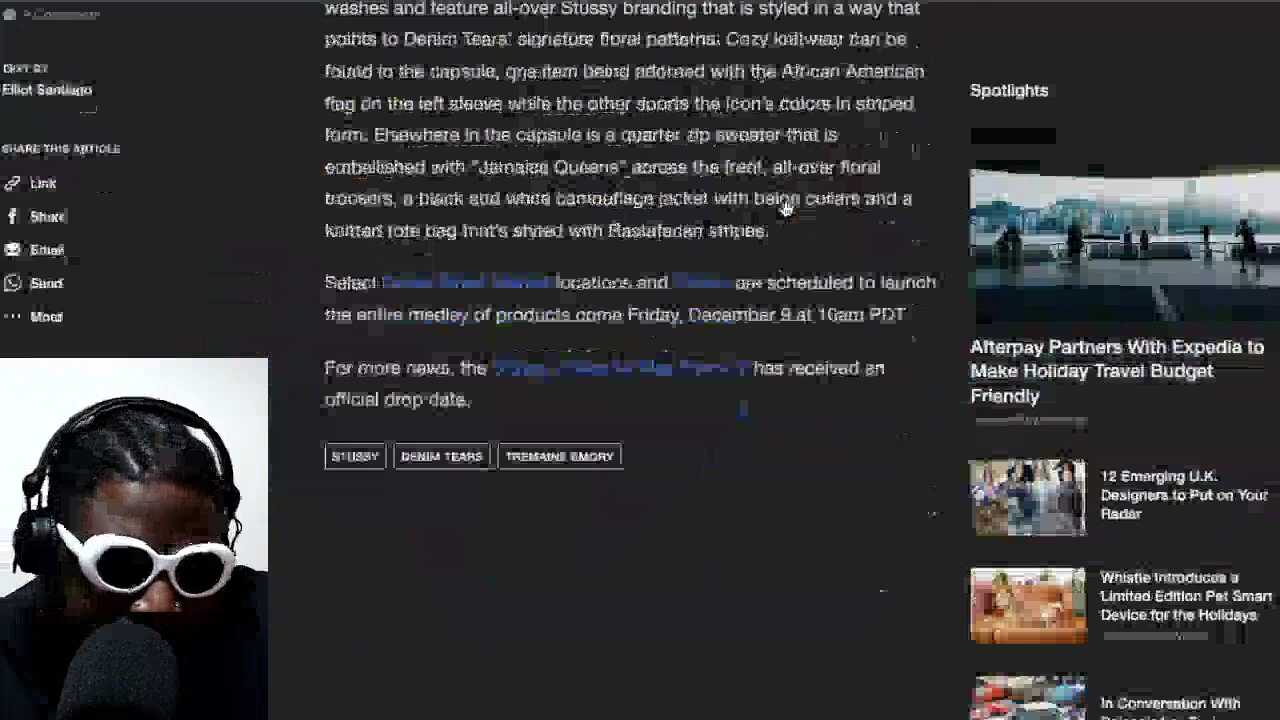 TEXT BY
Elliot Santiago
SHARE THIS ARTICLE
Link
Share
Email
Send
More
washes and feature all-over Stussy branding that is styled in a way that
points to Denim Tears' signature floral patterns. Cozy knitwear can be
found to the capsule, one item being adorned with the African American
flag on the left sleeve while the other sports the icon's colors in striped
form. Elsewhere in the capsule is a quarter zip sweater that is
embellished with "Jamaica Queens" across the front, all-over floral
trousers, a black and white camouflage jacket with beige collars and a
knitted tote bag that's styled with Rastafarian stripes.
Select locations and are scheduled to launch
the entire medley of products come Friday, December 9 at 10am PDT
For more news, the has received an
official drop date.
STUSSY DENIM TEARS TREMAINE EMORY
Spotlights
Afterpay Partners With Expedia to
Make Holiday Travel Budget
Friendly
12 Emerging U.K.
Designers to Put on Your
Radar
Whistle Introduces a
Limited Edition Pet Smart
Device for the Holidays
In Conversation With